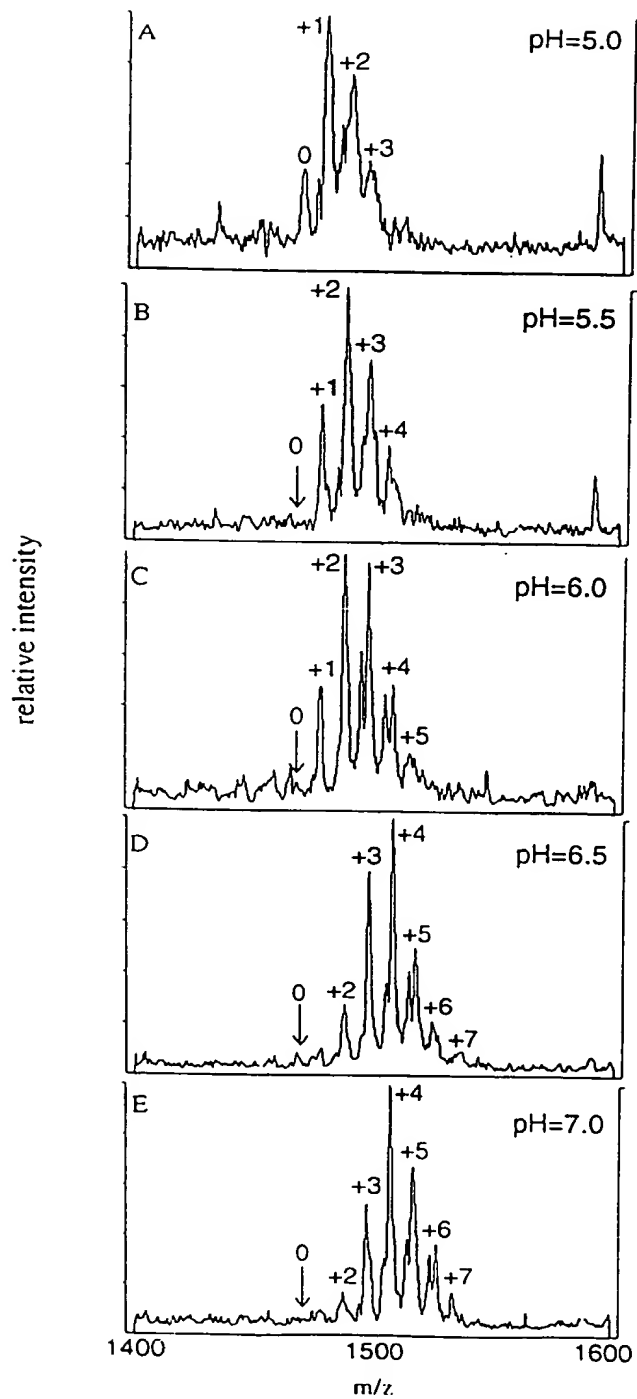 A
pH=5.0
+1
+2
0
+3
B
pH=5.5
+2
+3
+1
+4
0
C
pH=6.0
+2
+3
+1
+4
0
+5
D
pH=6.5
+4
+3
+5
0
+2
+6
+7
E
pH=7.0
+4
+5
+3
+6
0
+2
+7
1400
1500
1600
m/z
relative intensity